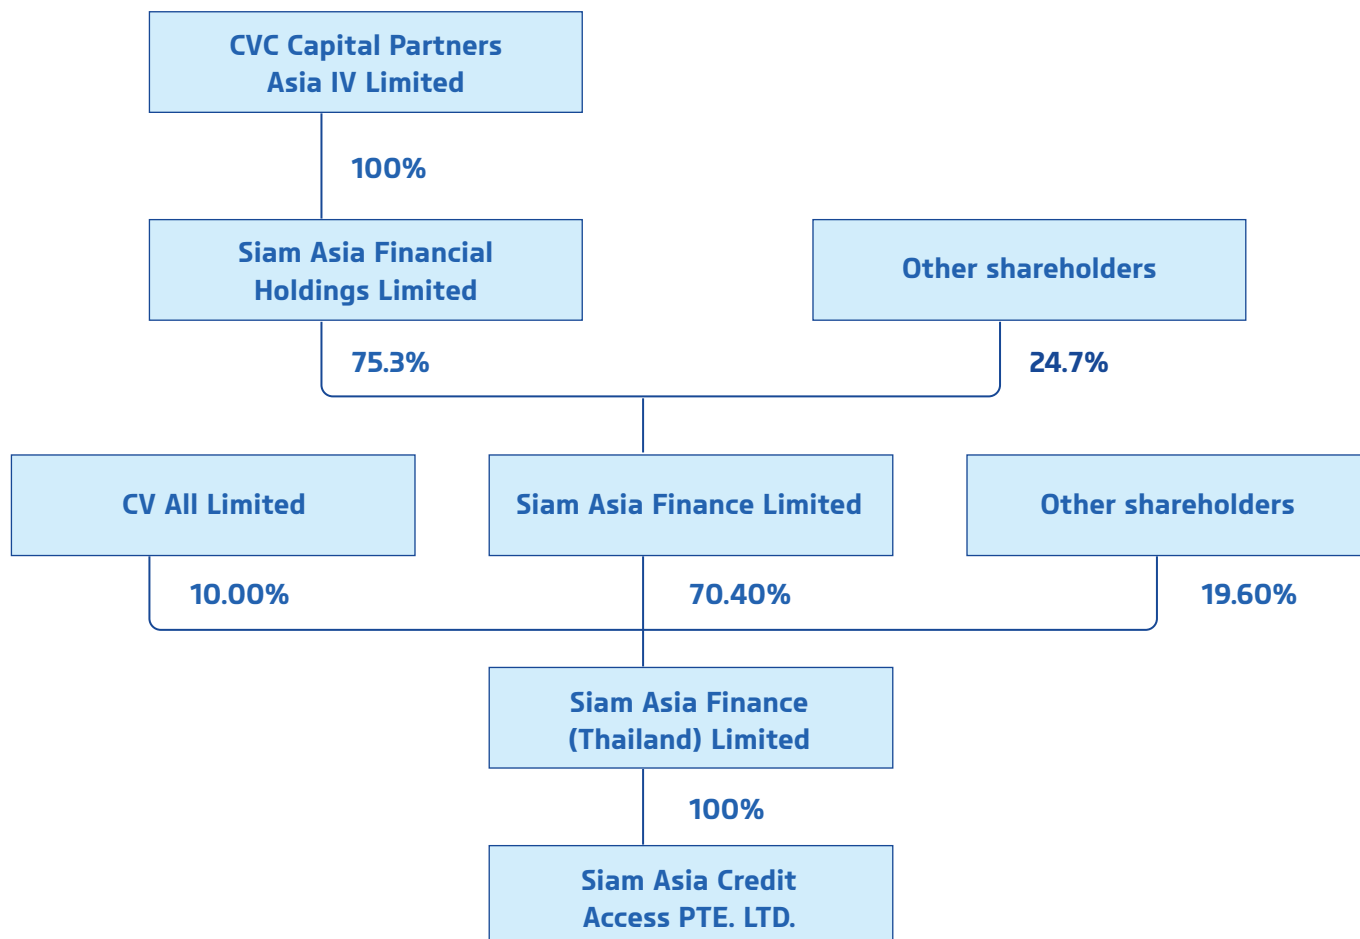 CVC Capital Partners
Asia IV Limited
100%
Siam Asia Financial
Holdings Limited
Other shareholders
75.3%
24.7%
CV All Limited
Siam Asia Finance Limited
Other shareholders
10.00%
70.40%
19.60%
Siam Asia Finance
(Thailand) Limited
100%
Siam Asia Credit
Access PTE. LTD.